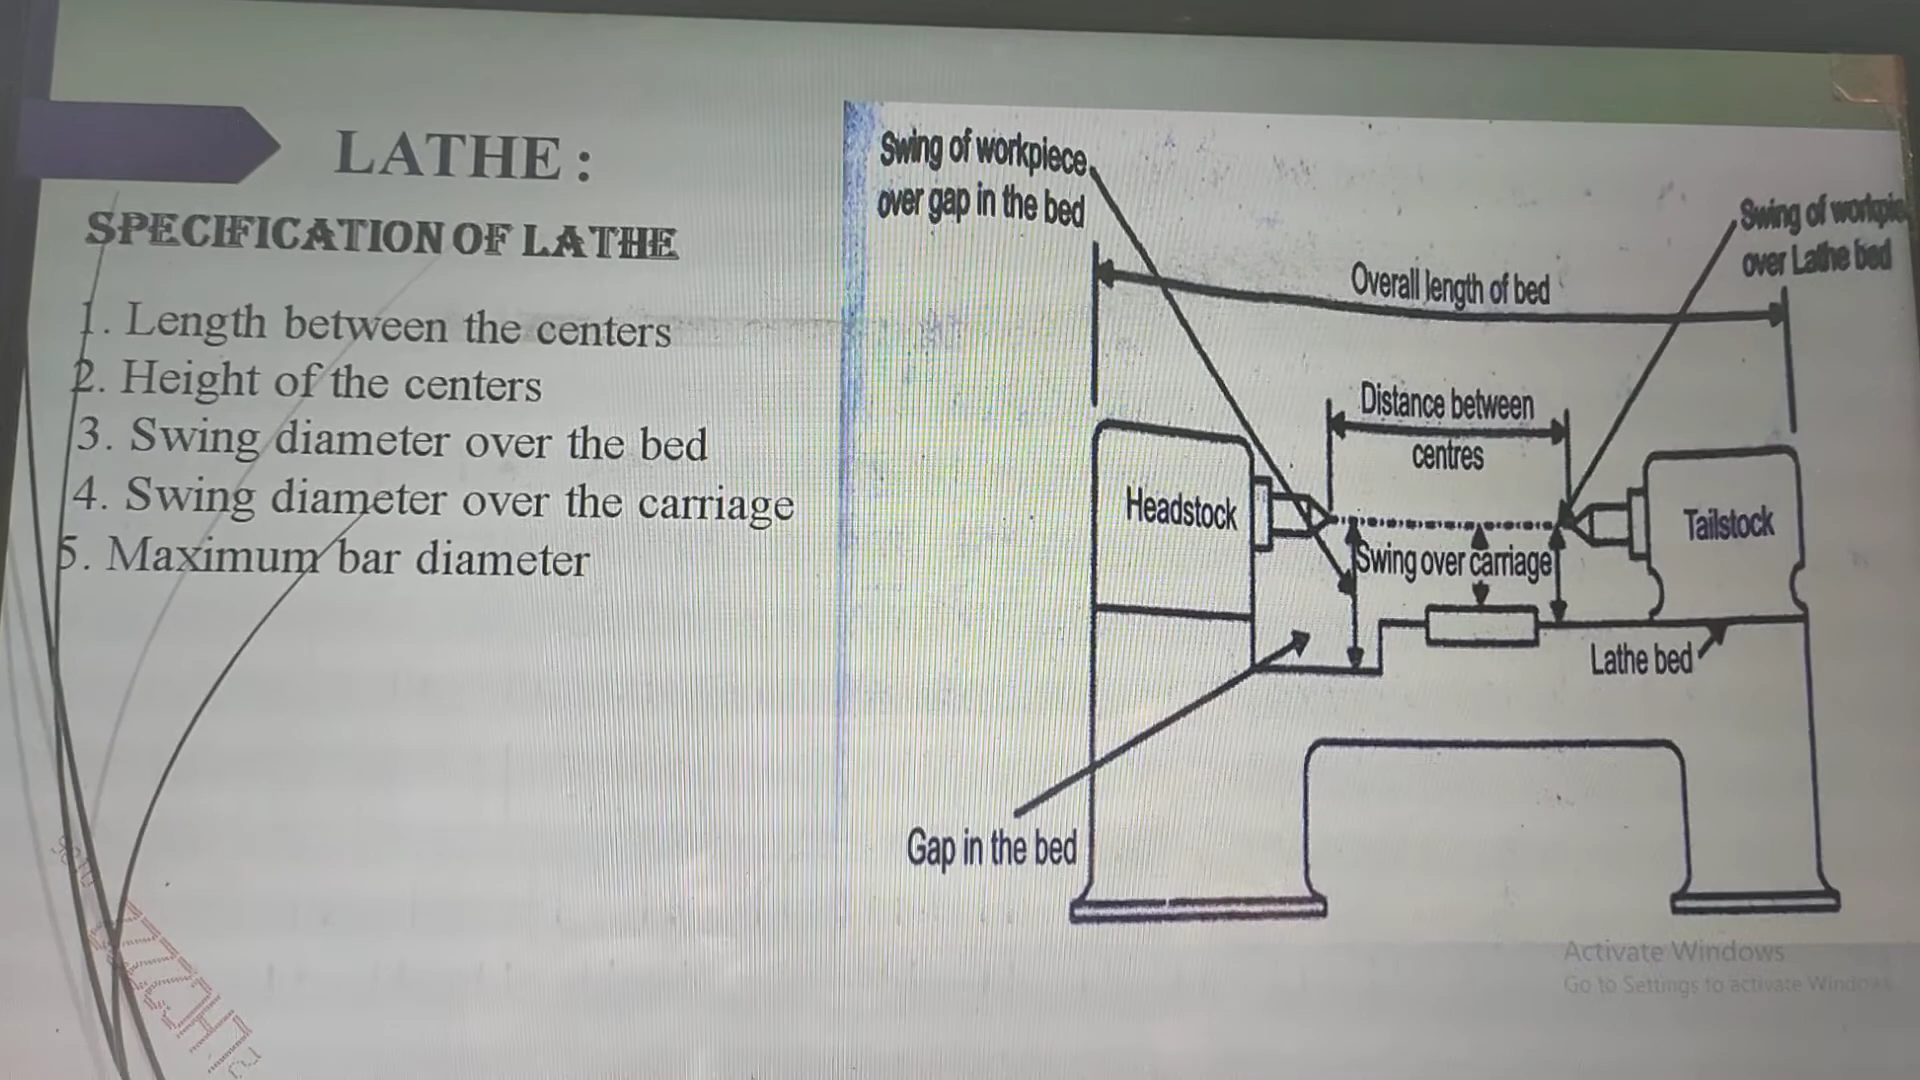 LATHE :
SPECIFICATION OF LATHE
1. Length between the centers
2. Height of the centers
3. Swing diameter over the bed
4. Swing diameter over the carriage
5. Maximum bar diameter
Swing of workpiece
over gap in the bed
Swing of workpie
over Lathe bed
Overall length of bed
Distance between
centres
Headstock
Tailstock
Swing over carriage
Lathe bed
Gap in the bed
Activate Windows
Go to Settings to activate Windows.